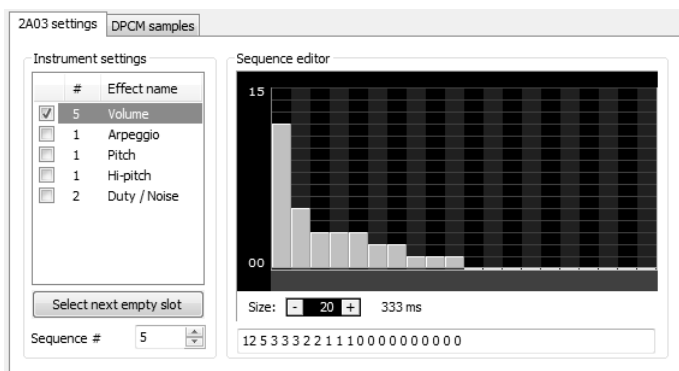 2A03 settings
DPCM samples
Instrument settings
# Effect name
5 Volume
1 Arpeggio
1 Pitch
1 Hi-pitch
2 Duty / Noise
Select next empty slot
Sequence # 5
Sequence editor
15
00
Size: - 20 + 333 ms
12 5 3 3 3 2 2 1 1 1 0 0 0 0 0 0 0 0 0 0